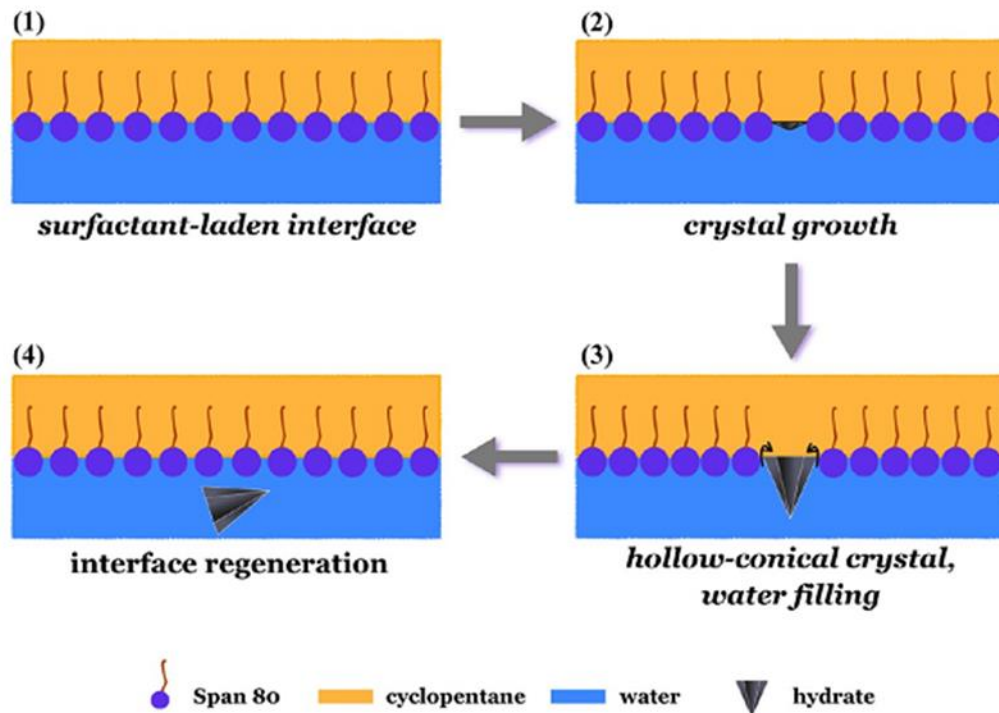 (1)
(2)
surfactant-laden interface
crystal growth
(4)
(3)
interface regeneration
hollow-conical crystal,
water filling
Span 80
cyclopentane
water
hydrate